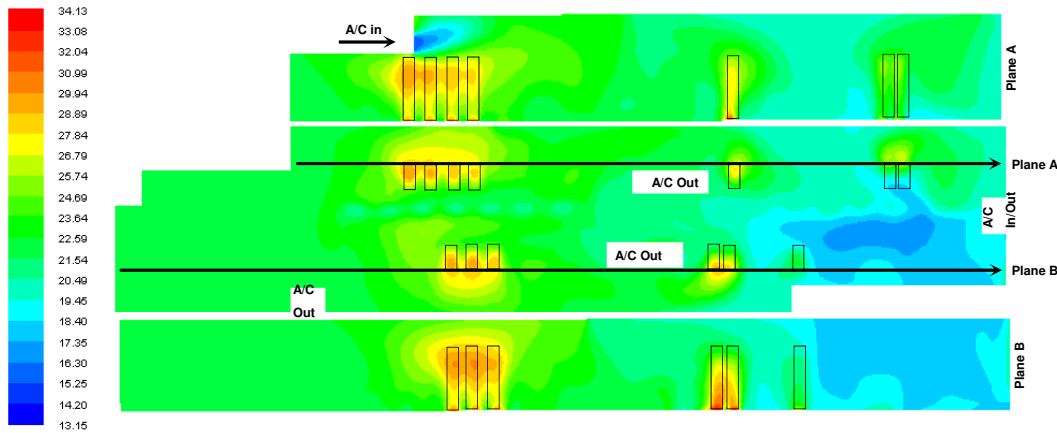 34.13
33.08
32.04
30.99
29.94
28.89
27.84
26.79
25.74
24.69
23.64
22.59
21.54
20.49
19.45
18.40
17.35
16.30
15.25
14.20
13.15
A/C in
Plane A
Plane A
A/C Out
A/C
In/Out
A/C Out
Plane B
A/C
Out
Plane B